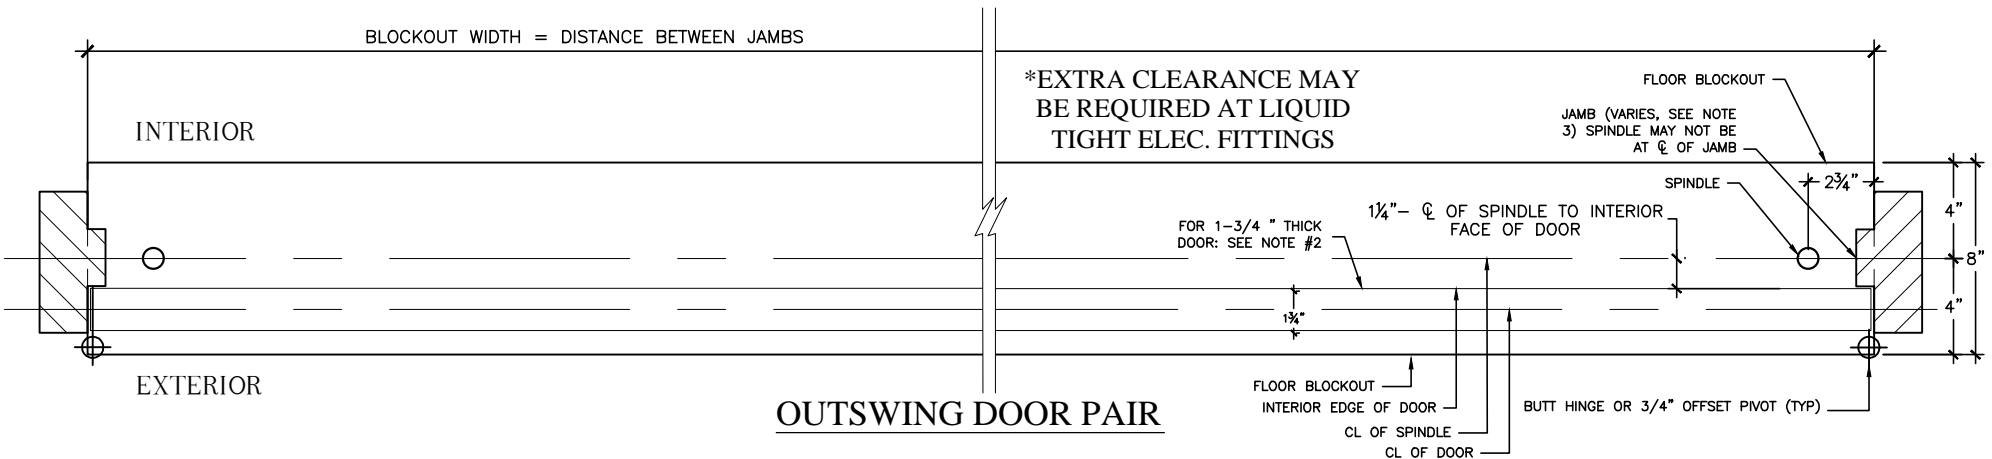 BLOCKOUT WIDTH = DISTANCE BETWEEN JAMBS
*EXTRA CLEARANCE MAY
BE REQUIRED AT LIQUID
TIGHT ELEC. FITTINGS
FLOOR BLOCKOUT
JAMB (VARIES, SEE NOTE
3) SPINDLE MAY NOT BE
AT ℄ OF JAMB
INTERIOR
SPINDLE
2¾"
4"
1¼"- ℄ OF SPINDLE TO INTERIOR
FACE OF DOOR
FOR 1-3/4 " THICK
DOOR: SEE NOTE #2
8"
4"
1¾"
EXTERIOR
FLOOR BLOCKOUT
INTERIOR EDGE OF DOOR
BUTT HINGE OR 3/4" OFFSET PIVOT (TYP)
OUTSWING DOOR PAIR
CL OF SPINDLE
CL OF DOOR